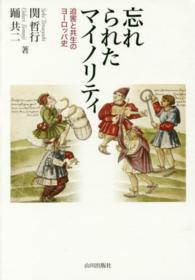 忘れ
られた
マイノリティ
迫害と共生の
ヨーロッパ史
関 哲行
踊 共二
著
山川出版社